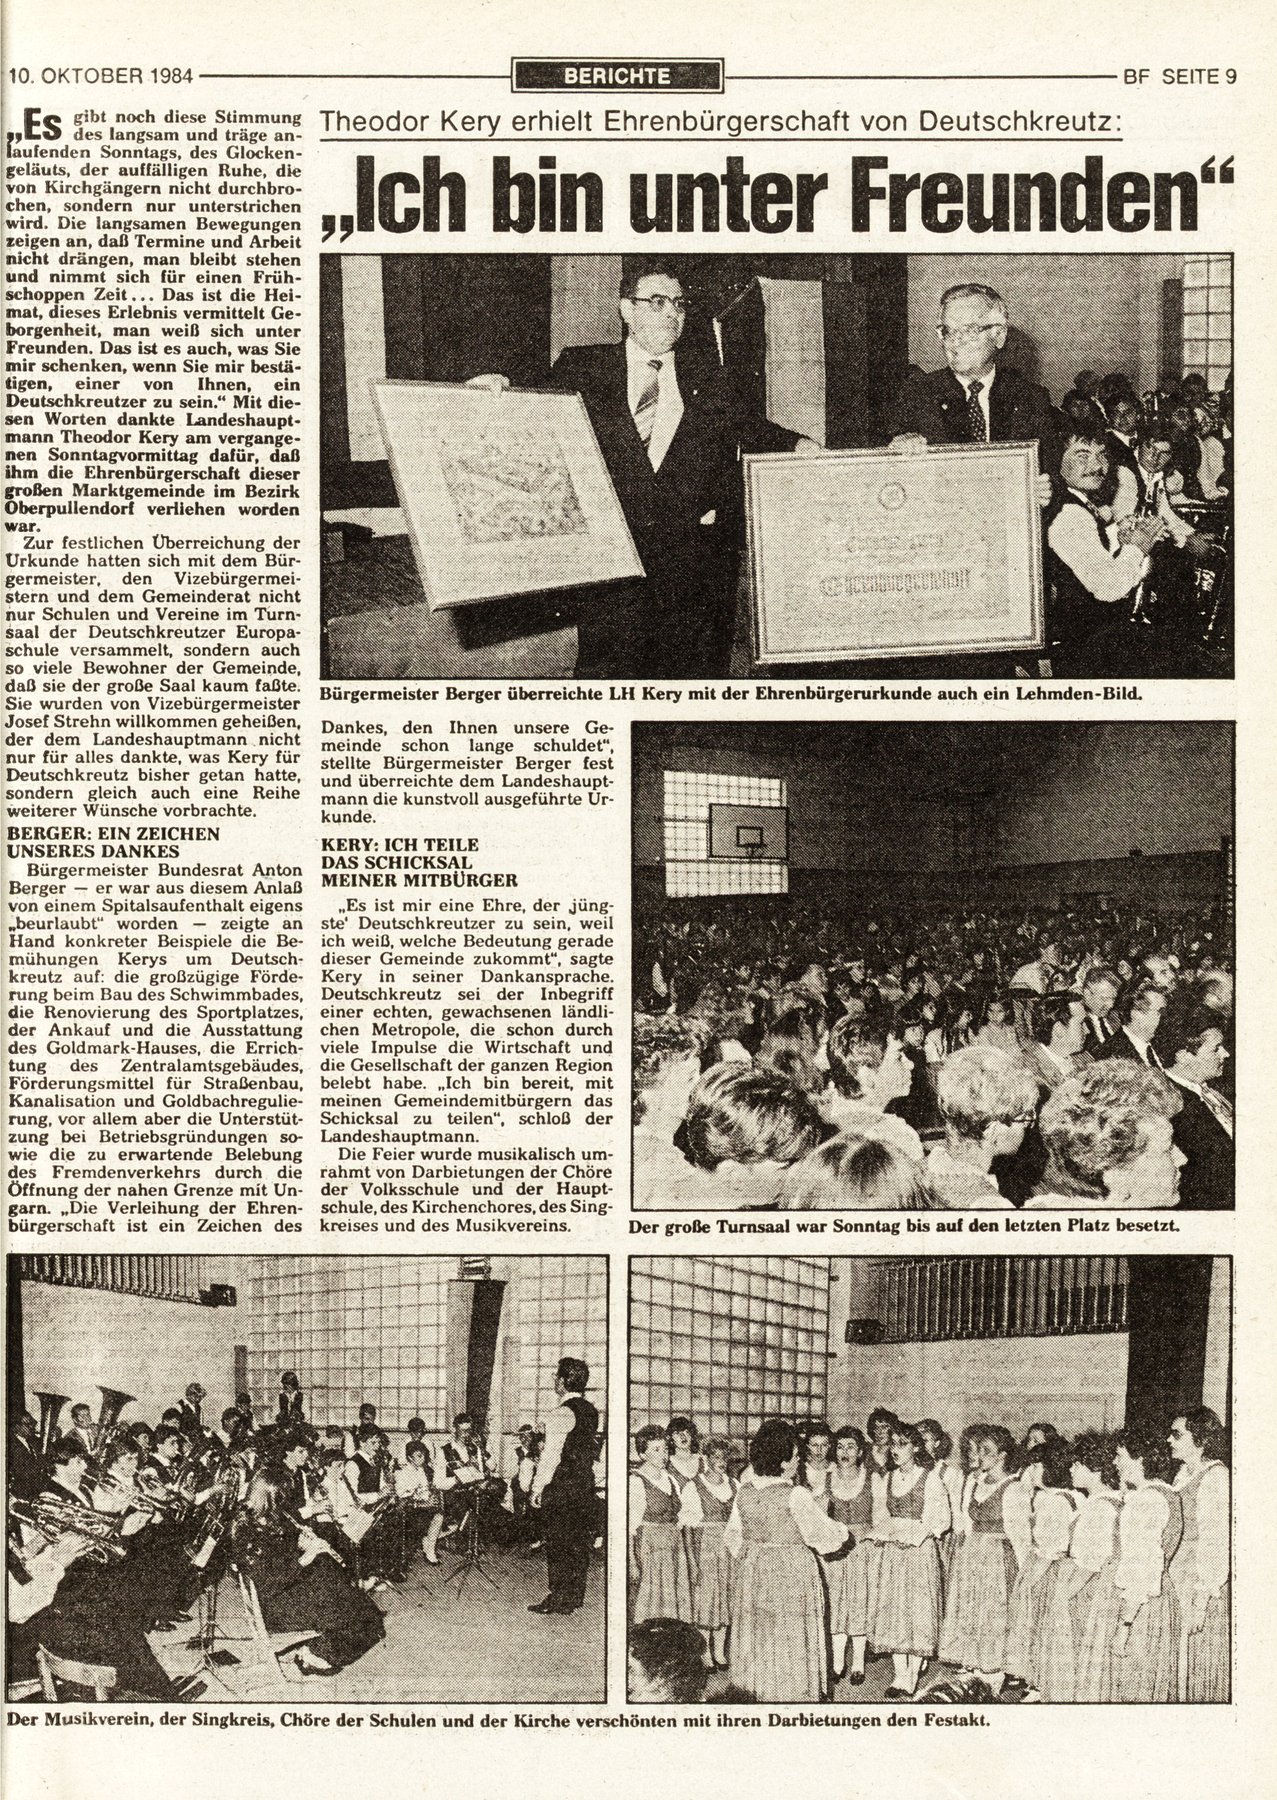 10. OKTOBER 1984
BERICHTE
BF SEITE 9
Theodor Kery erhielt Ehrenbürgerschaft von Deutschkreutz:
„Ich bin unter Freunden“
„Es gibt noch diese Stimmung
des langsam und träge an-
laufenden Sonntags, des Glocken-
geläuts, der auffälligen Ruhe, die
von Kirchgängern nicht durchbro-
chen, sondern nur unterstrichen
wird. Die langsamen Bewegungen
zeigen an, daß Termine und Arbeit
nicht drängen, man bleibt stehen
und nimmt sich für einen Früh-
schoppen Zeit... Das ist die Hei-
mat, dieses Erlebnis vermittelt Ge-
borgenheit, man weiß sich unter
Freunden. Das ist es auch, was Sie
mir schenken, wenn Sie mir bestä-
tigen, einer von Ihnen, ein
Deutschkreutzer zu sein.“ Mit die-
sen Worten dankte Landeshaupt-
mann Theodor Kery am vergange-
nen Sonntagvormittag dafür, daß
ihm die Ehrenbürgerschaft dieser
großen Marktgemeinde im Bezirk
Oberpullendorf verliehen worden
war.
Zur festlichen Überreichung der
Urkunde hatten sich mit dem Bür-
germeister, den Vizebürgermei-
stern und dem Gemeinderat nicht
nur Schulen und Vereine im Turn-
saal der Deutschkreutzer Europa-
schule versammelt, sondern auch
so viele Bewohner der Gemeinde,
daß sie der große Saal kaum faßte.
Sie wurden von Vizebürgermeister
Josef Strehn willkommen geheißen,
der dem Landeshauptmann nicht
nur für alles dankte, was Kery für
Deutschkreutz bisher getan hatte,
sondern gleich auch eine Reihe
weiterer Wünsche vorbrachte.
BERGER: EIN ZEICHEN
UNSERES DANKES
Bürgermeister Bundesrat Anton
Berger — er war aus diesem Anlaß
von einem Spitalsaufenthalt eigens
„beurlaubt“ worden — zeigte an
Hand konkreter Beispiele die Be-
mühungen Kerys um Deutsch-
kreutz auf: die großzügige Förde-
rung beim Bau des Schwimmbades,
die Renovierung des Sportplatzes,
der Ankauf und die Ausstattung
des Goldmark-Hauses, die Errich-
tung des Zentralamtsgebäudes,
Förderungsmittel für Straßenbau,
Kanalisation und Goldbachregulie-
rung, vor allem aber die Unterstüt-
zung bei Betriebsgründungen so-
wie die zu erwartende Belebung
des Fremdenverkehrs durch die
Öffnung der nahen Grenze mit Un-
garn. „Die Verleihung der Ehren-
bürgerschaft ist ein Zeichen des
Ehrenbürgerschaft
Bürgermeister Berger überreichte LH Kery mit der Ehrenbürgerurkunde auch ein Lehmden-Bild.
Dankes, den Ihnen unsere Ge-
meinde schon lange schuldet“,
stellte Bürgermeister Berger fest
und überreichte dem Landeshaupt-
mann die kunstvoll ausgeführte Ur-
kunde.
KERY: ICH TEILE
DAS SCHICKSAL
MEINER MITBÜRGER
„Es ist mir eine Ehre, der ‚jüng-
ste' Deutschkreutzer zu sein, weil
ich weiß, welche Bedeutung gerade
dieser Gemeinde zukommt“, sagte
Kery in seiner Dankansprache.
Deutschkreutz sei der Inbegriff
einer echten, gewachsenen ländli-
chen Metropole, die schon durch
viele Impulse die Wirtschaft und
die Gesellschaft der ganzen Region
belebt habe. „Ich bin bereit, mit
meinen Gemeindemitbürgern das
Schicksal zu teilen“, schloß der
Landeshauptmann.
Die Feier wurde musikalisch um-
rahmt von Darbietungen der Chöre
der Volksschule und der Haupt-
schule, des Kirchenchores, des Sing-
kreises und des Musikvereins.
Der große Turnsaal war Sonntag bis auf den letzten Platz besetzt.
Der Musikverein, der Singkreis, Chöre der Schulen und der Kirche verschönten mit ihren Darbietungen den Festakt.